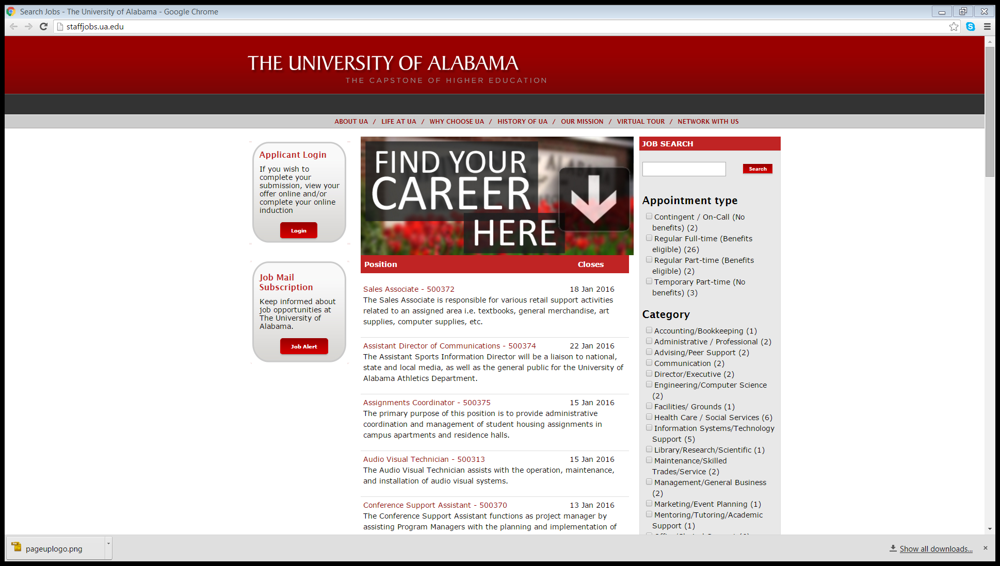 Search Jobs - The University of Alabama - Google Chrome
staffjobs.ua.edu
THE UNIVERSITY OF ALABAMA
THE CAPSTONE OF HIGHER EDUCATION
ABOUT UA / LIFE AT UA / WHY CHOOSE UA / HISTORY OF UA / OUR MISSION / VIRTUAL TOUR / NETWORK WITH US
Applicant Login
If you wish to
complete your
submission, view your
offer online and/or
complete your online
induction
Login
Job Mail
Subscription
Keep informed about
job opportunities at
The University of
Alabama.
Job Alert
FIND YOUR
CAREER
HERE
Position Closes
Sales Associate - 500372 18 Jan 2016
The Sales Associate is responsible for various retail support activities
related to an assigned area i.e. textbooks, general merchandise, art
supplies, computer supplies, etc.
Assistant Director of Communications - 500374 22 Jan 2016
The Assistant Sports Information Director will be a liaison to national,
state and local media, as well as the general public for the University of
Alabama Athletics Department.
Assignments Coordinator - 500375 15 Jan 2016
The primary purpose of this position is to provide administrative
coordination and management of student housing assignments in
campus apartments and residence halls.
Audio Visual Technician - 500313 15 Jan 2016
The Audio Visual Technician assists with the operation, maintenance,
and installation of audio visual systems.
Conference Support Assistant - 500370 13 Jan 2016
The Conference Support Assistant functions as project manager by
assisting Program Managers with the planning and implementation of
JOB SEARCH
Search
Appointment type
Contingent / On-Call (No
benefits) (2)
Regular Full-time (Benefits
eligible) (26)
Regular Part-time (Benefits
eligible) (2)
Temporary Part-time (No
benefits) (3)
Category
Accounting/Bookkeeping (1)
Administrative / Professional (2)
Advising/Peer Support (2)
Communication (2)
Director/Executive (2)
Engineering/Computer Science
(2)
Facilities/ Grounds (1)
Health Care / Social Services (6)
Information Systems/Technology
Support (5)
Library/Research/Scientific (1)
Maintenance/Skilled
Trades/Service (2)
Management/General Business
(2)
Marketing/Event Planning (1)
Mentoring/Tutoring/Academic
Support (1)
pageuplogo.png
Show all downloads...